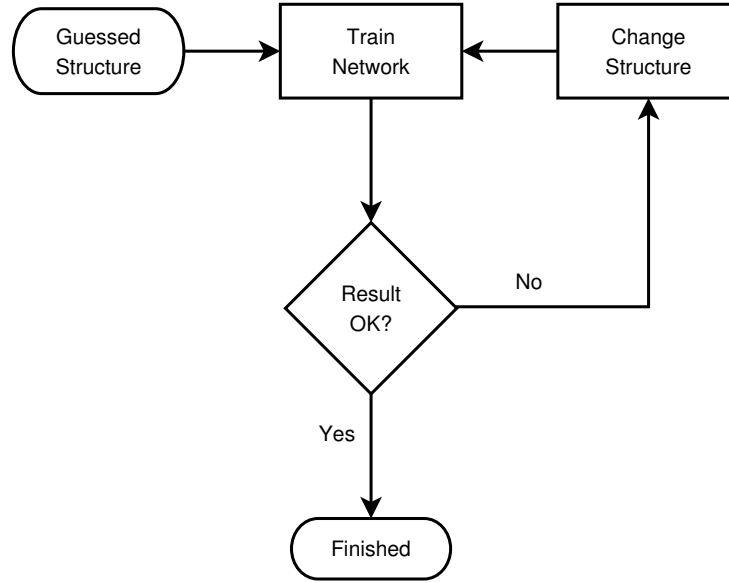 Guessed
Structure
Train
Network
Change
Structure
Result
OK?
No
Yes
Finished